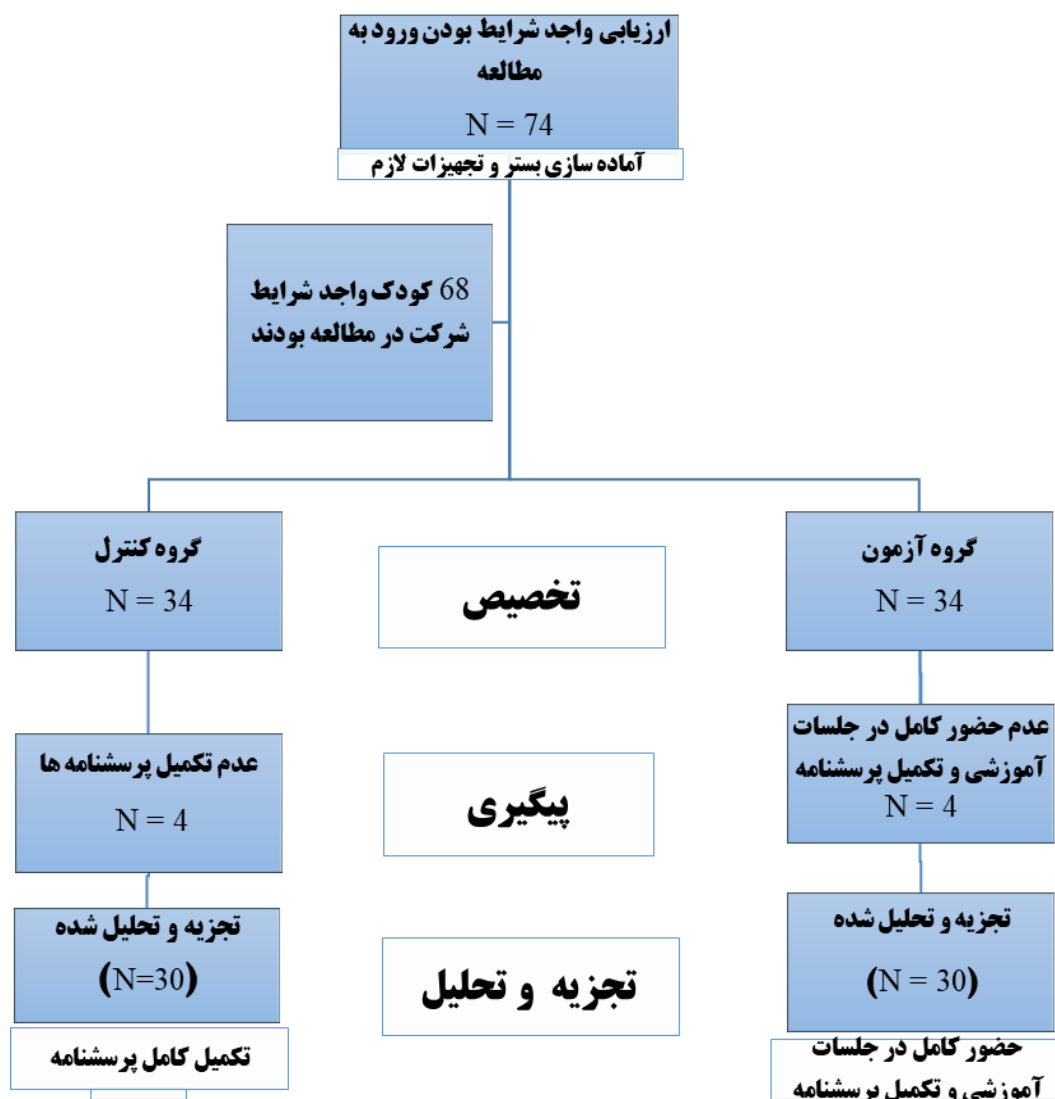 ارزیابی واجد شرایط بودن ورود به
مطالعه
N = 74
آماده سازی بستر و تجهیزات لازم
68 کودک واجد شرایط
شرکت در مطالعه بودند
گروه آزمون
N = 34
تخصیص
گروه کنترل
N = 34
عدم حضور کامل در جلسات
آموزشی و تکمیل پرسشنامه
N = 4
پیگیری
عدم تکمیل پرسشنامه ها
N = 4
تجزیه و تحلیل شده
(N = 30)
تجزیه و تحلیل
تجزیه و تحلیل شده
(N=30)
حضور کامل در جلسات
آموزشی و تکمیل پرسشنامه
تکمیل کامل پرسشنامه